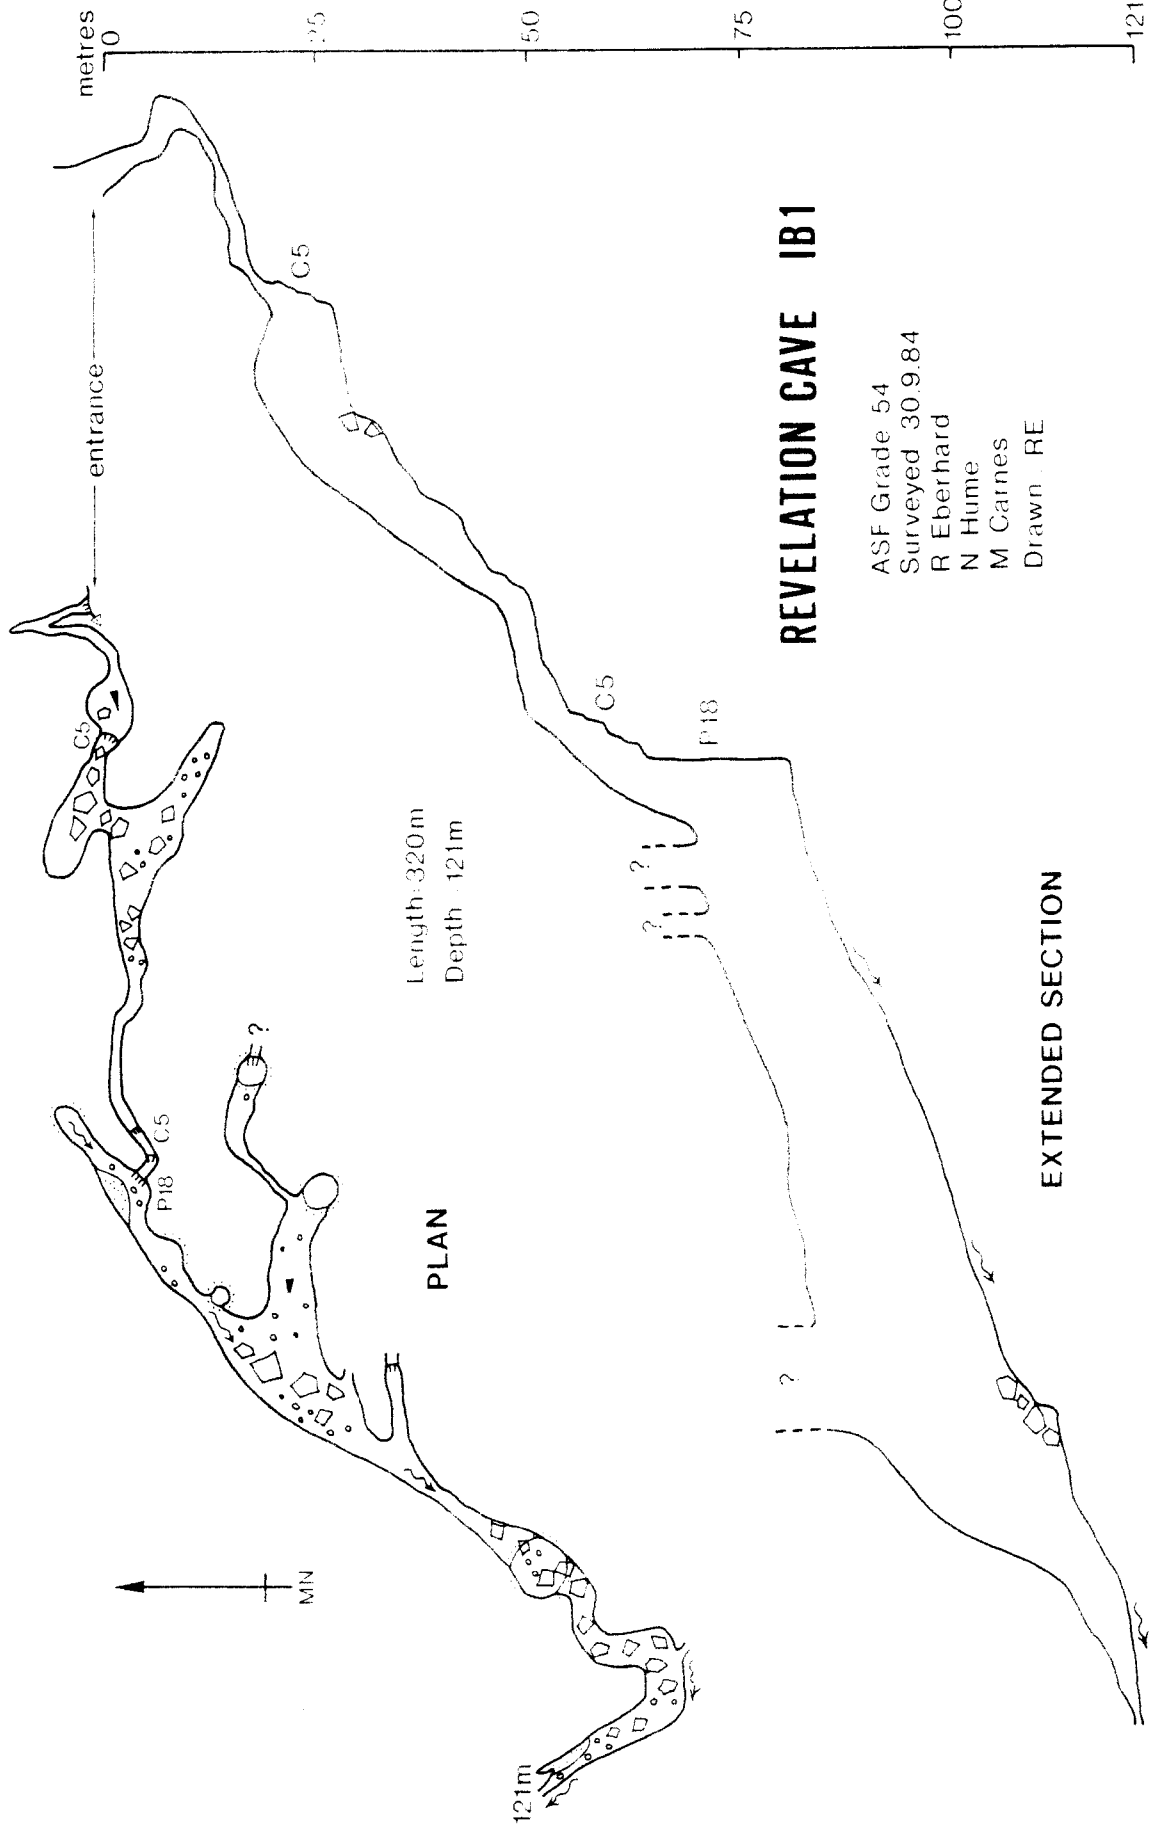 metres
0
25
50
75
100
121
entrance
C5
C5
P18
?
?
?
C5
C5
P18
?
121m
MN
PLAN
Length 320m
Depth -121m
EXTENDED SECTION
REVELATION CAVE IB1
ASF Grade 54
Surveyed 30.9.84
R Eberhard
N Hume
M Carnes
Drawn RE